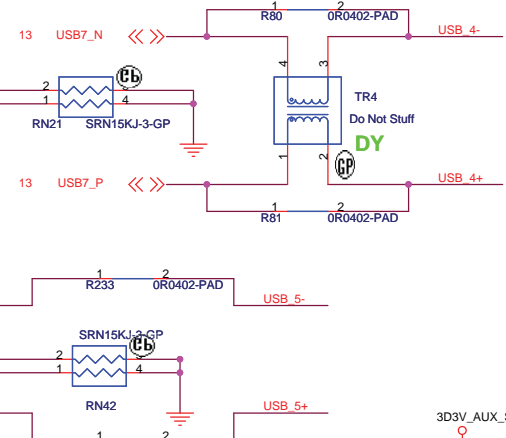 1 2
R80 0R0402-PAD
13 USB7_N USB_4-
4 3
2
1 4
TR4
RN21 SRN15KJ-3-GP
Do Not Stuff
DY
1 2
GP
13 USB7_P USB_4+
1 2
R81 0R0402-PAD
1 2
R233 0R0402-PAD
USB_5-
SRN15KJ-3-GP
2 3
1 4
RN42
USB_5+
1 2
3D3V_AUX_S